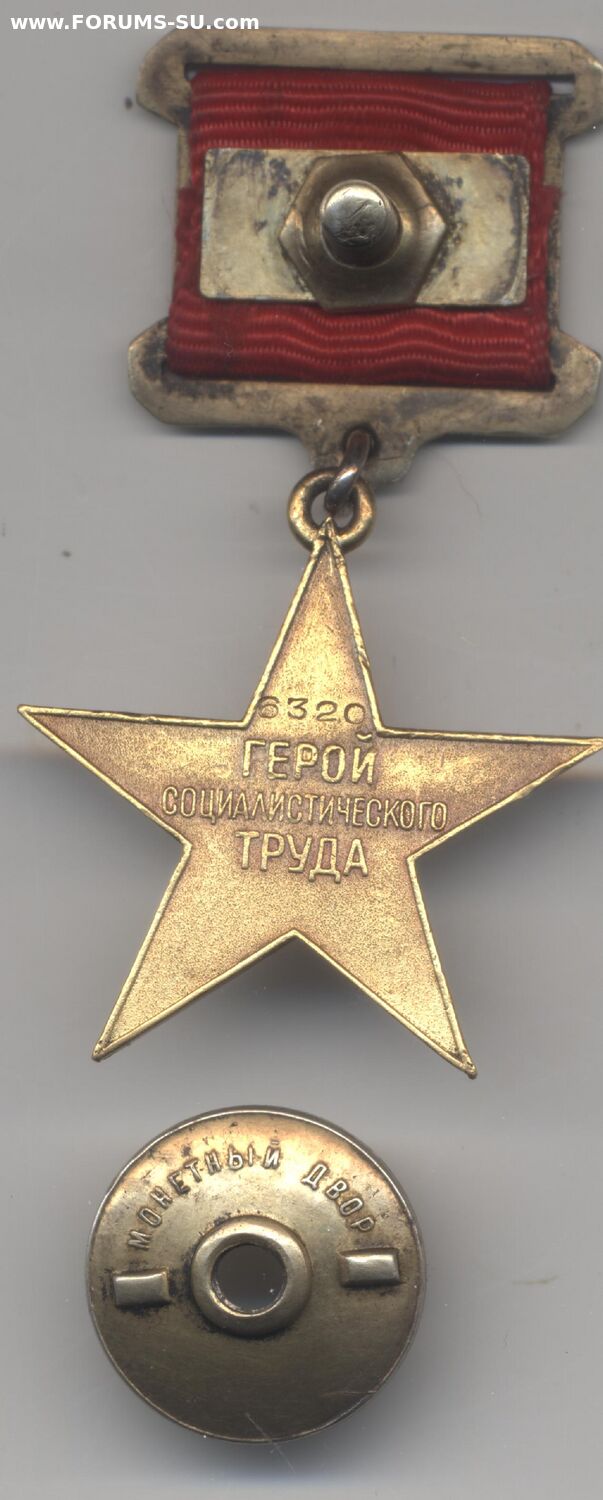 www.FORUMS-SU.com
6320
ГЕРОЙ
СОЦИАЛИСТИЧЕСКОГО
ТРУДА
МОНЕТНЫЙ ДВОР